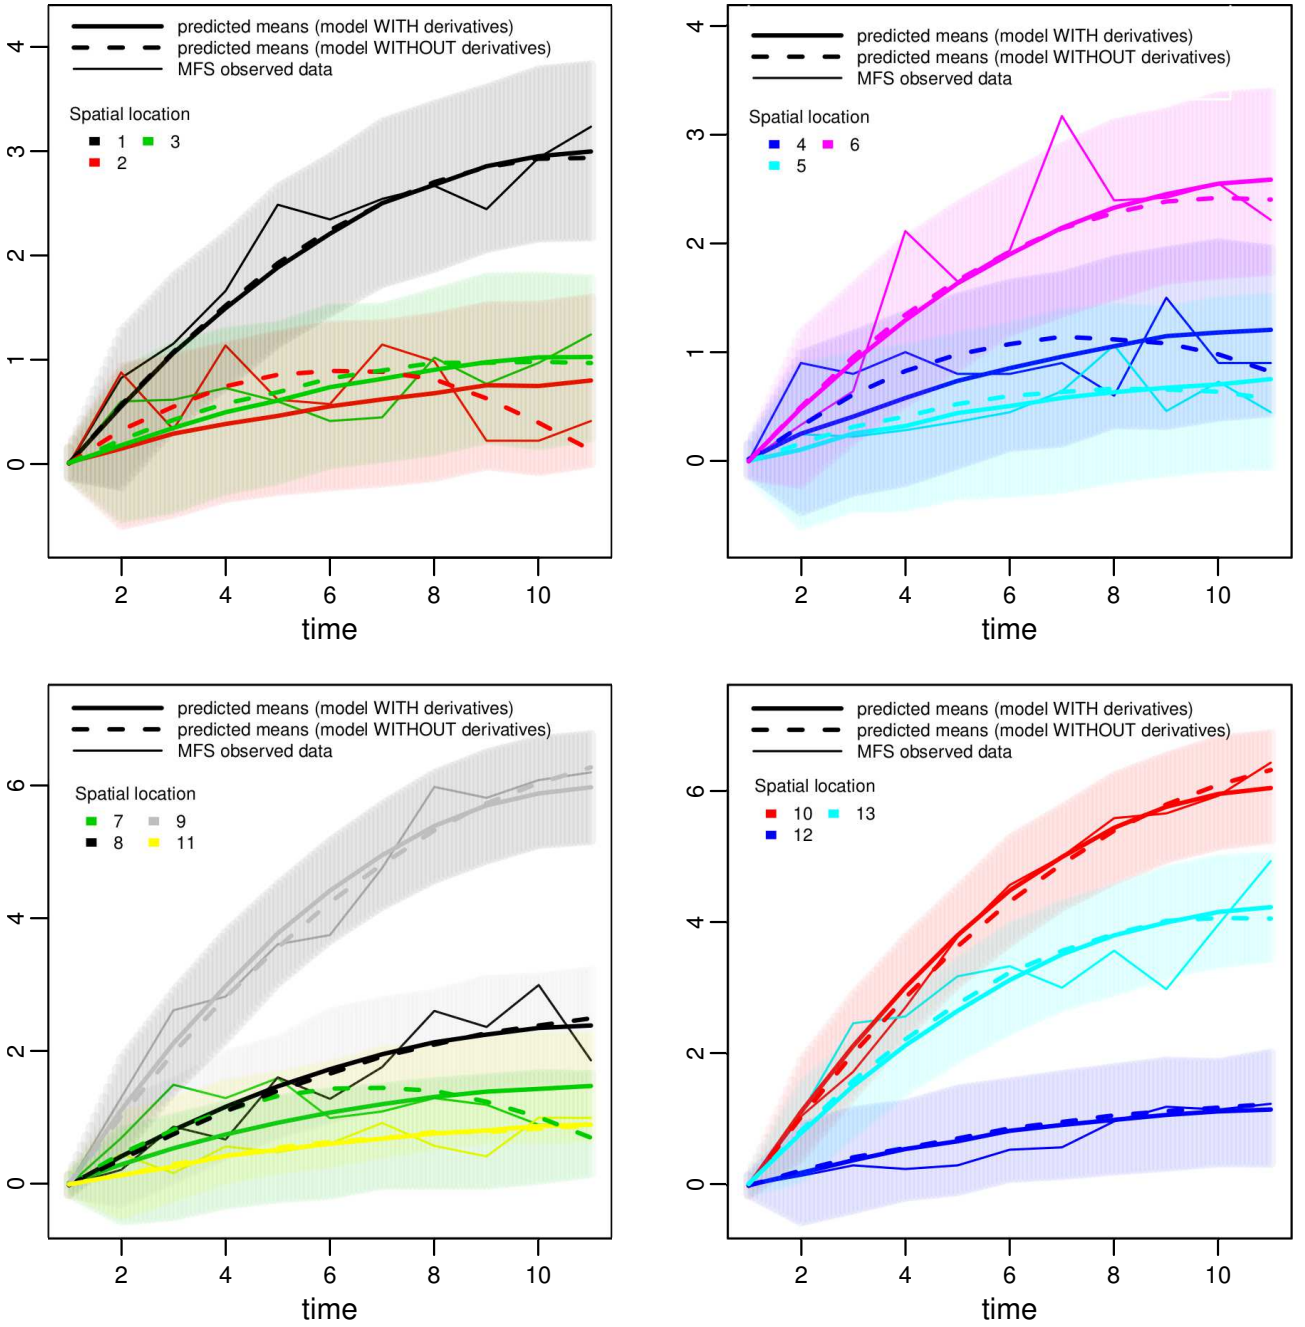 predicted means (model WITH derivatives)
predicted means (model WITHOUT derivatives)
MFS observed data
Spatial location
1 3
2
4
3
2
1
0
2 4 6 8 10
time
predicted means (model WITH derivatives)
predicted means (model WITHOUT derivatives)
MFS observed data
Spatial location
4 6
5
4
3
2
1
0
2 4 6 8 10
time
predicted means (model WITH derivatives)
predicted means (model WITHOUT derivatives)
MFS observed data
Spatial location
7 9
8 11
6
4
2
0
2 4 6 8 10
time
predicted means (model WITH derivatives)
predicted means (model WITHOUT derivatives)
MFS observed data
Spatial location
10 13
12
6
4
2
0
2 4 6 8 10
time